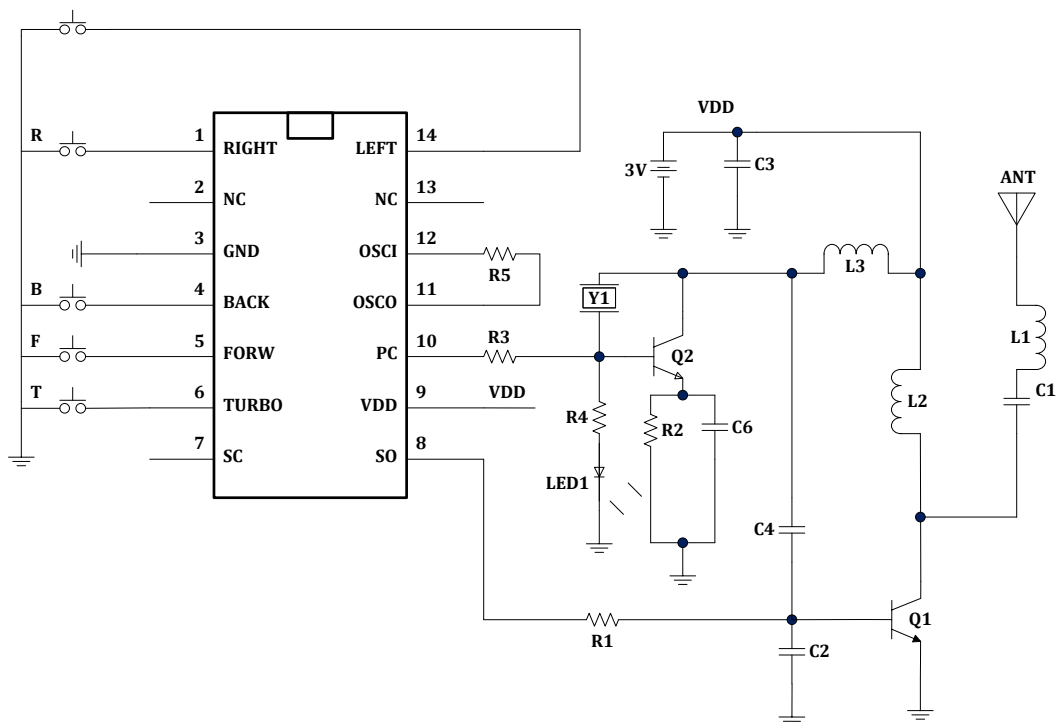 VDD
R
1
RIGHT
LEFT
14
3V
C3
ANT
2
NC
NC
13
3
GND
OSCI
12
R5
L3
B
4
BACK
OSCO
11
Y1
F
5
FORW
PC
10
R3
Q2
L1
T
6
TURBO
VDD
9
VDD
L2
C1
R4
R2
C6
7
SC
SO
8
LED1
C4
R1
C2
Q1